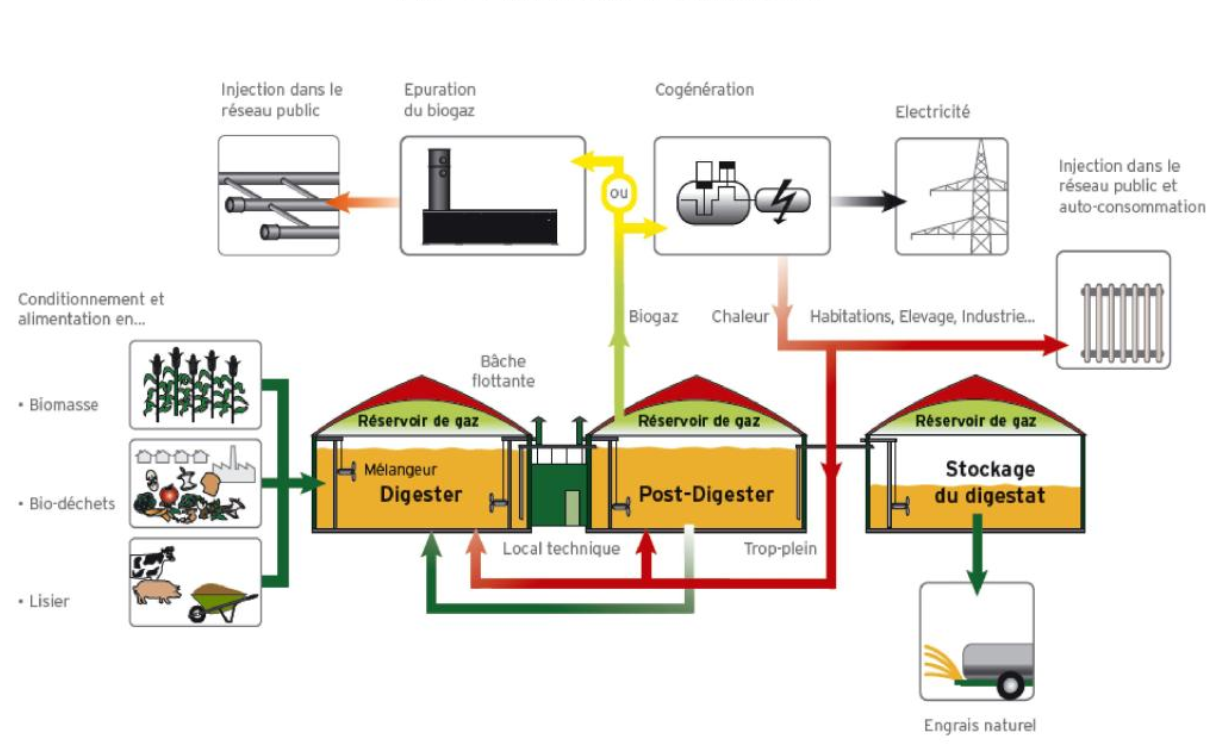 Injection dans le
réseau public
Epuration
du biogaz
Cogénération
Electricité
Injection dans le
réseau public et
auto-consommation
ou
Conditionnement et
alimentation en...
Biogaz
Chaleur
Habitations, Elevage, Industrie...
Bâche
flottante
• Biomasse
Réservoir de gaz
Réservoir de gaz
Réservoir de gaz
Mélangeur
Digester
Post-Digester
Stockage
du digestat
• Bio-déchets
Local technique
Trop-plein
• Lisier
Engrais naturel